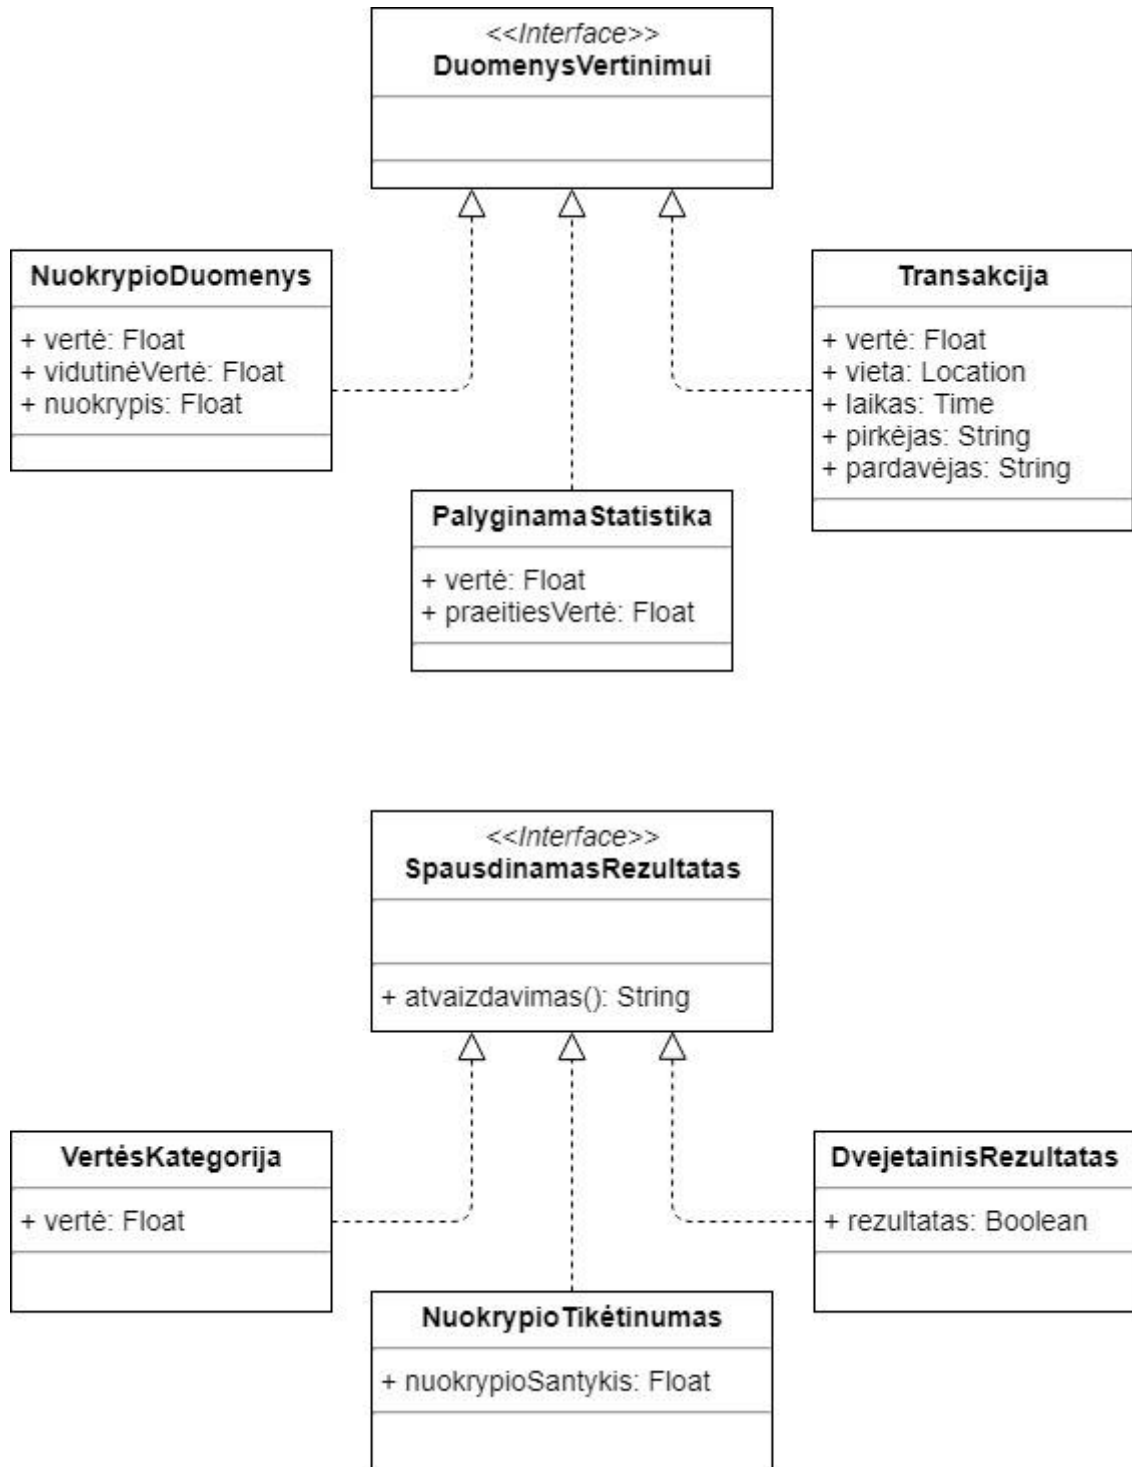 <<Interface>>
DuomenysVertinimui
NuokrypioDuomenys
+ vertė: Float
+ vidutinėVertė: Float
+ nuokrypis: Float
Transakcija
+ vertė: Float
+ vieta: Location
+ laikas: Time
+ pirkėjas: String
+ pardavėjas: String
PalyginamaStatistika
+ vertė: Float
+ praeitiesVertė: Float
<<Interface>>
SpausdinamasRezultatas
+ atvaizdavimas(): String
VertėsKategorija
+ vertė: Float
DvejetainisRezultatas
+ rezultatas: Boolean
NuokrypioTikėtinumas
+ nuokrypioSantykis: Float